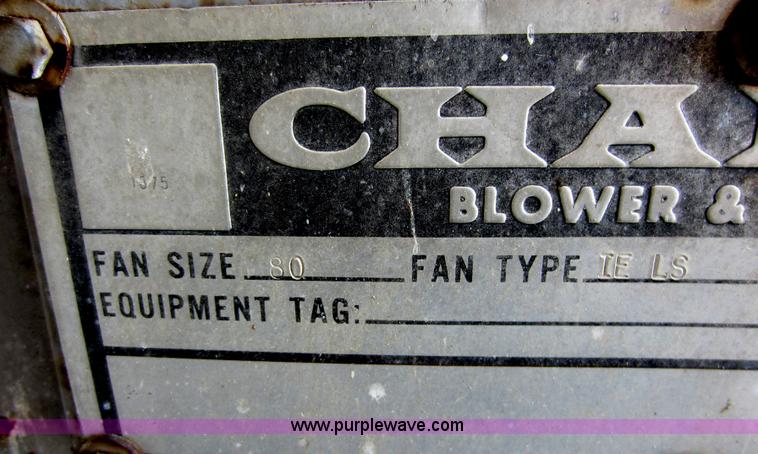 CHA
BLOWER &
FAN SIZE 80 FAN TYPE IE LS
EQUIPMENT TAG:
www.purplewave.com